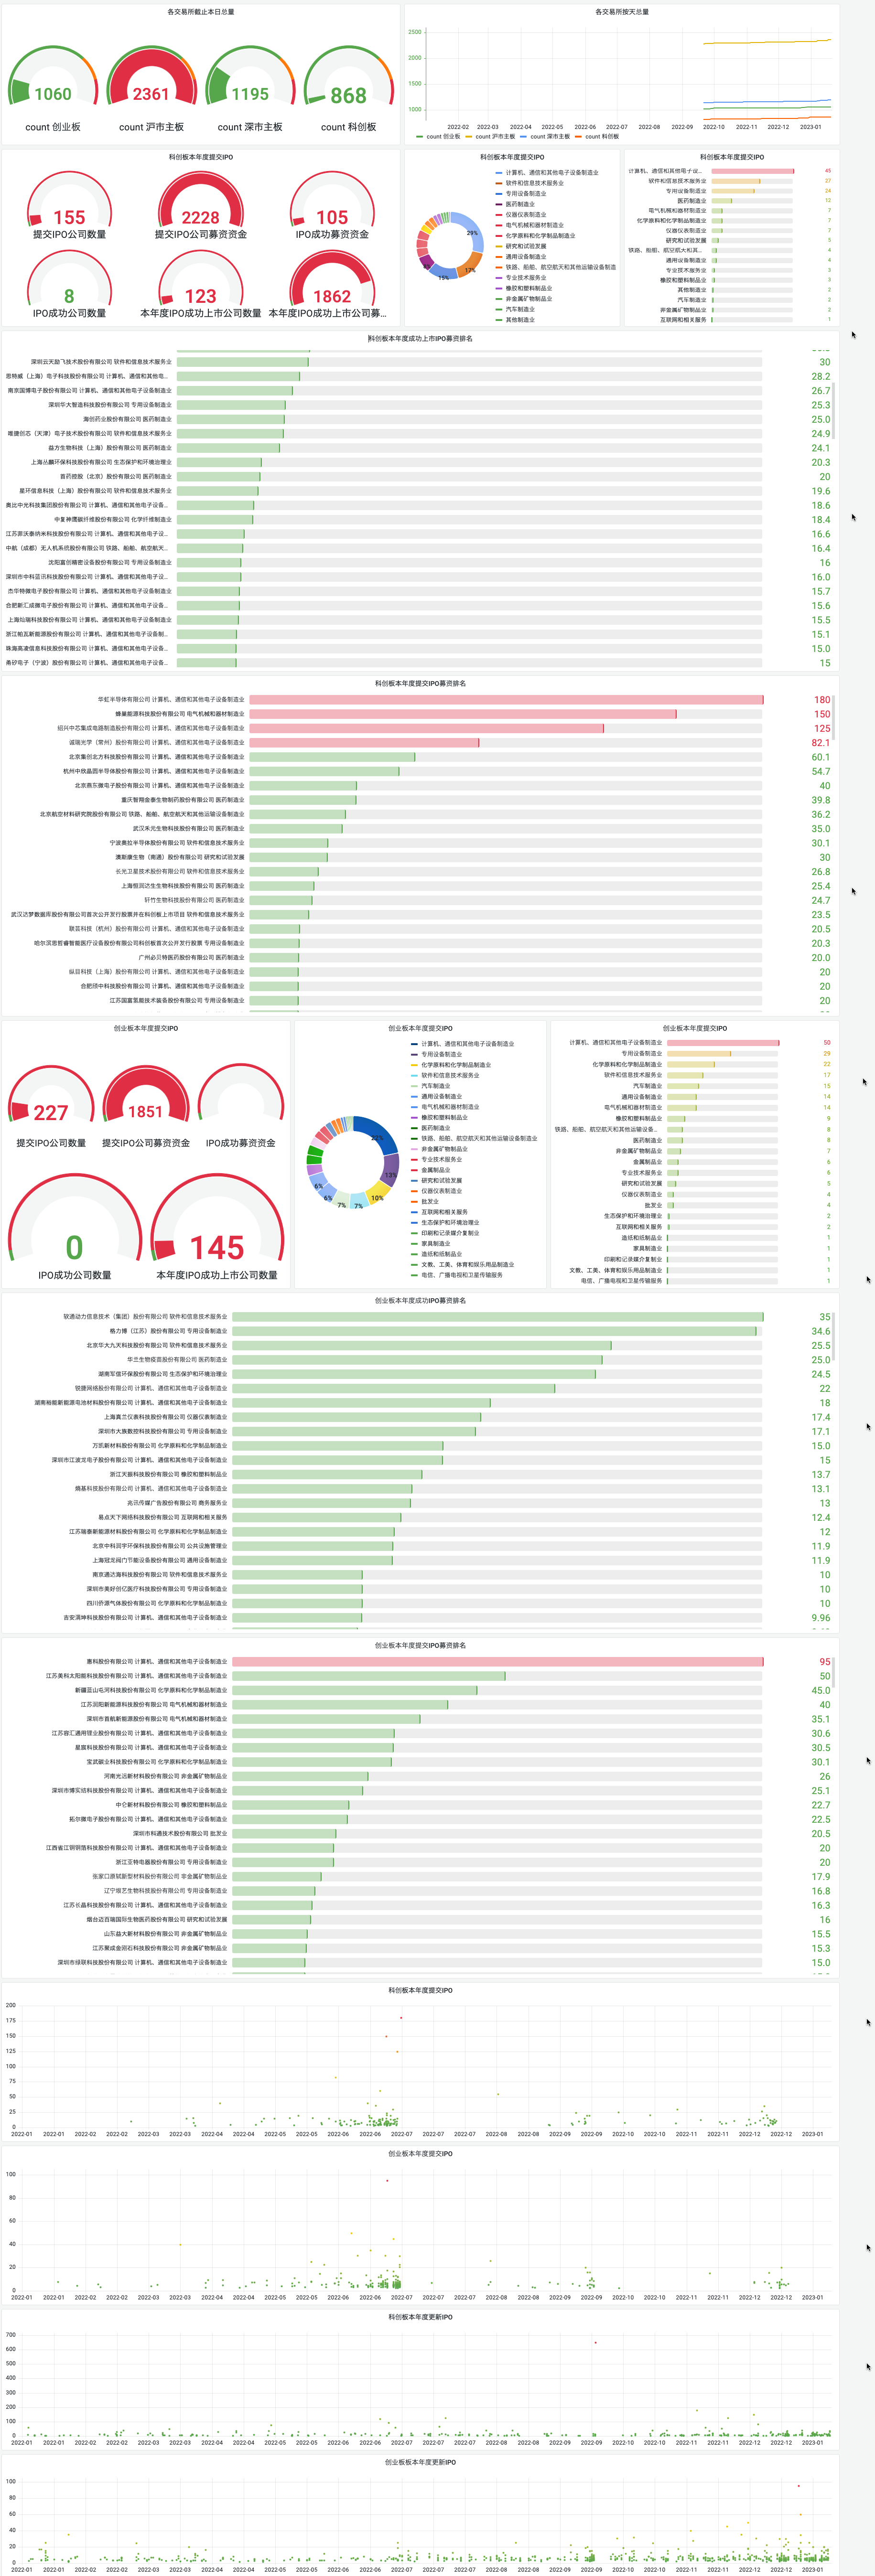 各交易所截止本日总量
1060
2361
1195
868
count 创业板
count 沪市主板
count 深市主板
count 科创板
各交易所按天总量
2500
2000
1500
1000
2022-02 2022-03 2022-04 2022-05 2022-06 2022-07 2022-08 2022-09 2022-10 2022-11 2022-12 2023-01
count 创业板 count 沪市主板 count 深市主板 count 科创板
科创板本年度提交IPO
155
2228
105
提交IPO公司数量
提交IPO公司募资资金
IPO成功募资资金
8
123
1862
IPO成功公司数量
本年度IPO成功上市公司数量
本年度IPO成功上市公司募...
科创板本年度提交IPO
29%
17%
15%
计算机、通信和其他电子设备制造业
软件和信息技术服务业
专用设备制造业
医药制造业
仪器仪表制造业
电气机械和器材制造业
化学原料和化学制品制造业
研究和试验发展
通用设备制造业
铁路、船舶、航空航天和其他运输设备制造
专业技术服务业
橡胶和塑料制品业
非金属矿物制品业
汽车制造业
其他制造业
科创板本年度提交IPO
计算机、通信和其他电子设... 45
软件和信息技术服务业 27
专用设备制造业 24
医药制造业 12
电气机械和器材制造业 7
化学原料和化学制品制造业 7
仪器仪表制造业 7
研究和试验发展 5
铁路、船舶、航空航天和其... 4
通用设备制造业 4
专业技术服务业 3
橡胶和塑料制品业 3
其他制造业 2
汽车制造业 2
非金属矿物制品业 2
互联网和相关服务 1
科创板本年度成功上市IPO募资排名
深圳云天励飞技术股份有限公司 软件和信息技术服务业 30
思特威（上海）电子科技股份有限公司 计算机、通信和其他电... 28.2
南京国博电子股份有限公司 计算机、通信和其他电子设备制造业 26.7
深圳华大智造科技股份有限公司 专用设备制造业 25.3
海创药业股份有限公司 医药制造业 25.0
唯捷创芯（天津）电子技术股份有限公司 软件和信息技术服务业 24.9
益方生物科技（上海）股份有限公司 医药制造业 24.1
上海丛麟环保科技股份有限公司 生态保护和环境治理业 20.3
首药控股（北京）股份有限公司 医药制造业 20
星环信息科技（上海）股份有限公司 软件和信息技术服务业 19.6
奥比中光科技集团股份有限公司 计算机、通信和其他电子设备... 18.6
中复神鹰碳纤维股份有限公司 化学纤维制造业 18.4
江苏菲沃泰纳米科技股份有限公司 计算机、通信和其他电子设... 16.6
中航（成都）无人机系统股份有限公司 铁路、船舶、航空航天... 16.4
沈阳富创精密设备股份有限公司 专用设备制造业 16
深圳市中科蓝讯科技股份有限公司 计算机、通信和其他电子设... 16.0
杰华特微电子股份有限公司 计算机、通信和其他电子设备制造业 15.7
合肥新汇成微电子股份有限公司 计算机、通信和其他电子设备... 15.6
上海灿瑞科技股份有限公司 计算机、通信和其他电子设备制造业 15.5
浙江帕瓦新能源股份有限公司 计算机、通信和其他电子设备制... 15.1
珠海高凌信息科技股份有限公司 计算机、通信和其他电子设备... 15.0
甬矽电子（宁波）股份有限公司 计算机、通信和其他电子设备... 15
科创板本年度提交IPO募资排名
华虹半导体有限公司 计算机、通信和其他电子设备制造业 180
蜂巢能源科技股份有限公司 电气机械和器材制造业 150
绍兴中芯集成电路制造股份有限公司 计算机、通信和其他电子设备制造业 125
诚瑞光学（常州）股份有限公司 计算机、通信和其他电子设备制造业 82.1
北京集创北方科技股份有限公司 计算机、通信和其他电子设备制造业 60.1
杭州中欣晶圆半导体股份有限公司 计算机、通信和其他电子设备制造业 54.7
北京燕东微电子股份有限公司 计算机、通信和其他电子设备制造业 40
重庆智翔金泰生物制药股份有限公司 医药制造业 39.8
北京航空材料研究院股份有限公司 铁路、船舶、航空航天和其他运输设备制造业 36.2
武汉禾元生物科技股份有限公司 医药制造业 35.0
宁波奥拉半导体股份有限公司 软件和信息技术服务业 30.1
澳斯康生物（南通）股份有限公司 研究和试验发展 30
长光卫星技术股份有限公司 软件和信息技术服务业 26.8
上海恒润达生生物科技股份有限公司 医药制造业 25.4
轩竹生物科技股份有限公司 医药制造业 24.7
武汉达梦数据库股份有限公司首次公开发行股票并在科创板上市项目 软件和信息技术服务业 23.5
联芸科技（杭州）股份有限公司 软件和信息技术服务业 20.5
哈尔滨思哲睿智能医疗设备股份有限公司科创板首次公开发行股票 专用设备制造业 20.3
广州必贝特医药股份有限公司 医药制造业 20.0
纵目科技（上海）股份有限公司 计算机、通信和其他电子设备制造业 20
合肥颀中科技股份有限公司 计算机、通信和其他电子设备制造业 20
江苏国富氢能技术装备股份有限公司 专用设备制造业 20
创业板本年度提交IPO
227
1851
提交IPO公司数量
提交IPO公司募资资金
IPO成功募资资金
0
145
IPO成功公司数量
本年度IPO成功上市公司数量
创业板本年度提交IPO
22%
13%
10%
7%
7%
6%
6%
计算机、通信和其他电子设备制造业
专用设备制造业
化学原料和化学制品制造业
软件和信息技术服务业
汽车制造业
通用设备制造业
电气机械和器材制造业
橡胶和塑料制品业
医药制造业
铁路、船舶、航空航天和其他运输设备制造业
非金属矿物制品业
专业技术服务业
金属制品业
研究和试验发展
仪器仪表制造业
批发业
互联网和相关服务
生态保护和环境治理业
印刷和记录媒介复制业
家具制造业
造纸和纸制品业
文教、工美、体育和娱乐用品制造业
电信、广播电视和卫星传输服务
创业板本年度提交IPO
计算机、通信和其他电子设备制造业 50
专用设备制造业 29
化学原料和化学制品制造业 22
软件和信息技术服务业 17
汽车制造业 15
通用设备制造业 14
电气机械和器材制造业 14
橡胶和塑料制品业 9
铁路、船舶、航空航天和其他运输设备... 8
医药制造业 8
非金属矿物制品业 7
金属制品业 6
专业技术服务业 6
研究和试验发展 5
仪器仪表制造业 4
批发业 4
生态保护和环境治理业 2
互联网和相关服务 2
造纸和纸制品业 1
家具制造业 1
印刷和记录媒介复制业 1
文教、工美、体育和娱乐用品制造业 1
电信、广播电视和卫星传输服务 1
创业板本年度成功IPO募资排名
软通动力信息技术（集团）股份有限公司 软件和信息技术服务业 35
格力博（江苏）股份有限公司 专用设备制造业 34.6
北京华大九天科技股份有限公司 软件和信息技术服务业 25.5
华兰生物疫苗股份有限公司 医药制造业 25.0
湖南军信环保股份有限公司 生态保护和环境治理业 24.5
锐捷网络股份有限公司 计算机、通信和其他电子设备制造业 22
湖南裕能新能源电池材料股份有限公司 计算机、通信和其他电子设备制造业 18
上海真兰仪表科技股份有限公司 仪器仪表制造业 17.4
深圳市大族数控科技股份有限公司 专用设备制造业 17.1
万凯新材料股份有限公司 化学原料和化学制品制造业 15.0
深圳市江波龙电子股份有限公司 计算机、通信和其他电子设备制造业 15
浙江天振科技股份有限公司 橡胶和塑料制品业 13.7
熵基科技股份有限公司 计算机、通信和其他电子设备制造业 13.1
兆讯传媒广告股份有限公司 商务服务业 13
易点天下网络科技股份有限公司 互联网和相关服务 12.4
江苏瑞泰新能源材料股份有限公司 化学原料和化学制品制造业 12
北京中科润宇环保科技股份有限公司 公共设施管理业 11.9
上海冠龙阀门节能设备股份有限公司 通用设备制造业 11.9
南京通达海科技股份有限公司 软件和信息技术服务业 10
深圳市美好创亿医疗科技股份有限公司 专用设备制造业 10
四川侨源气体股份有限公司 化学原料和化学制品制造业 10
吉安满坤科技股份有限公司 计算机、通信和其他电子设备制造业 9.96
创业板本年度提交IPO募资排名
惠科股份有限公司 计算机、通信和其他电子设备制造业 95
江苏美科太阳能科技股份有限公司 计算机、通信和其他电子设备制造业 50
新疆蓝山屯河科技股份有限公司 化学原料和化学制品制造业 45.0
江苏润阳新能源科技股份有限公司 电气机械和器材制造业 40
深圳市首航新能源股份有限公司 电气机械和器材制造业 35.1
江苏容汇通用锂业股份有限公司 计算机、通信和其他电子设备制造业 30.6
星宸科技股份有限公司 计算机、通信和其他电子设备制造业 30.5
宝武碳业科技股份有限公司 化学原料和化学制品制造业 30.1
河南光远新材料股份有限公司 非金属矿物制品业 26
深圳市博实结科技股份有限公司 计算机、通信和其他电子设备制造业 25.1
中仑新材料股份有限公司 橡胶和塑料制品业 22.7
拓尔微电子股份有限公司 计算机、通信和其他电子设备制造业 22.5
深圳市科通技术股份有限公司 批发业 20.5
江西省江铜铜箔科技股份有限公司 计算机、通信和其他电子设备制造业 20
浙江亚特电器股份有限公司 专用设备制造业 20
张家口原轼新型材料股份有限公司 非金属矿物制品业 17.9
辽宁垠艺生物科技股份有限公司 专用设备制造业 16.8
江苏长晶科技股份有限公司 计算机、通信和其他电子设备制造业 16.3
烟台迈百瑞国际生物医药股份有限公司 研究和试验发展 16
山东益大新材料股份有限公司 非金属矿物制品业 15.5
江苏聚成金刚石科技股份有限公司 非金属矿物制品业 15.3
深圳市绿联科技股份有限公司 计算机、通信和其他电子设备制造业 15.0
科创板本年度提交IPO
200
175
150
125
100
75
50
25
0
2022-01 2022-01 2022-02 2022-02 2022-03 2022-03 2022-04 2022-04 2022-05 2022-05 2022-06 2022-06 2022-07 2022-07 2022-07 2022-08 2022-08 2022-09 2022-09 2022-10 2022-10 2022-11 2022-11 2022-12 2022-12 2023-01
创业板本年度提交IPO
100
80
60
40
20
0
2022-01 2022-01 2022-02 2022-02 2022-03 2022-03 2022-04 2022-04 2022-05 2022-05 2022-06 2022-06 2022-07 2022-07 2022-07 2022-08 2022-08 2022-09 2022-09 2022-10 2022-10 2022-11 2022-11 2022-12 2022-12 2023-01
科创板本年度更新IPO
700
600
500
400
300
200
100
0
2022-01 2022-01 2022-02 2022-02 2022-03 2022-03 2022-04 2022-04 2022-05 2022-05 2022-06 2022-06 2022-07 2022-07 2022-07 2022-08 2022-08 2022-09 2022-09 2022-10 2022-10 2022-11 2022-11 2022-12 2022-12 2023-01
创业板板本年度更新IPO
100
80
60
40
20
0
2022-01 2022-01 2022-02 2022-02 2022-03 2022-03 2022-04 2022-04 2022-05 2022-05 2022-06 2022-06 2022-07 2022-07 2022-07 2022-08 2022-08 2022-09 2022-09 2022-10 2022-10 2022-11 2022-11 2022-12 2022-12 2023-01